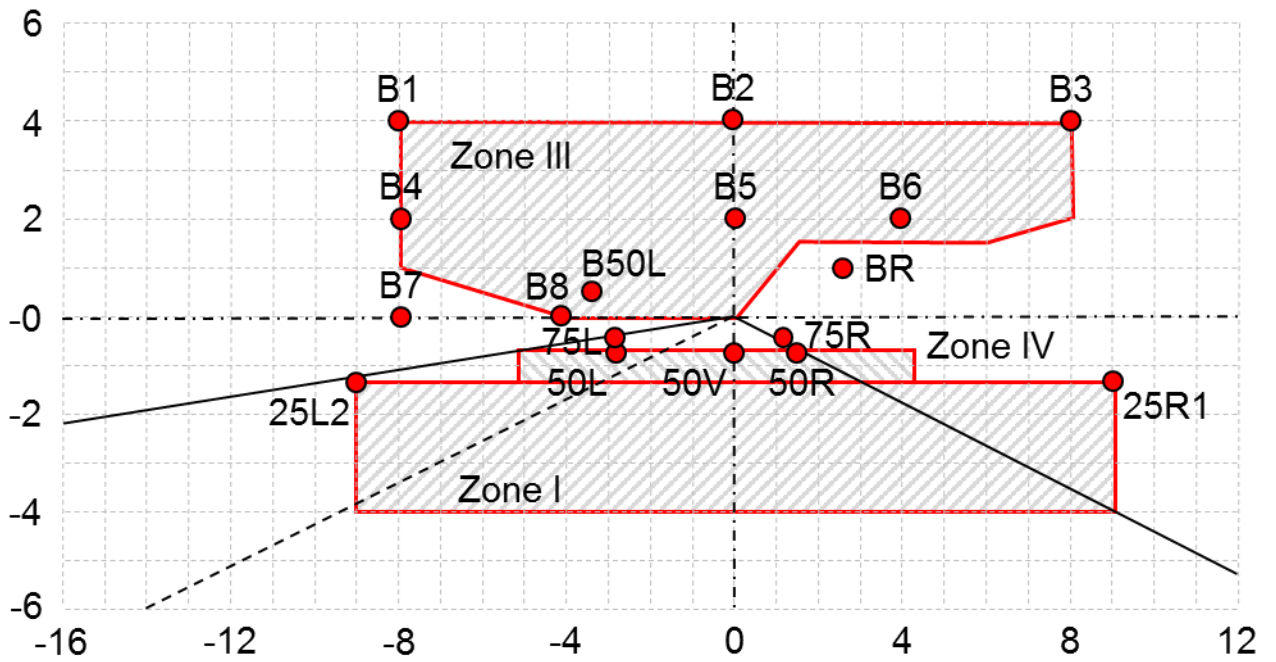 6
B1 B2 B3
4
Zone III
B4 B5 B6
2
B50L BR
B7 B8
-0
75L 75R Zone IV
50L 50V 50R
-2
25L2 25R1
Zone I
-4
-6
-16 -12 -8 -4 0 4 8 12